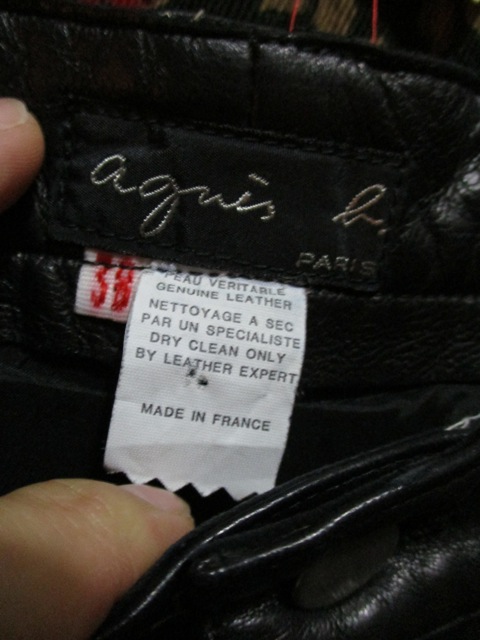 agnès b.
PARIS
38
PEAU VERITABLE
GENUINE LEATHER
NETTOYAGE A SEC
PAR UN SPECIALISTE
DRY CLEAN ONLY
BY LEATHER EXPERT
MADE IN FRANCE